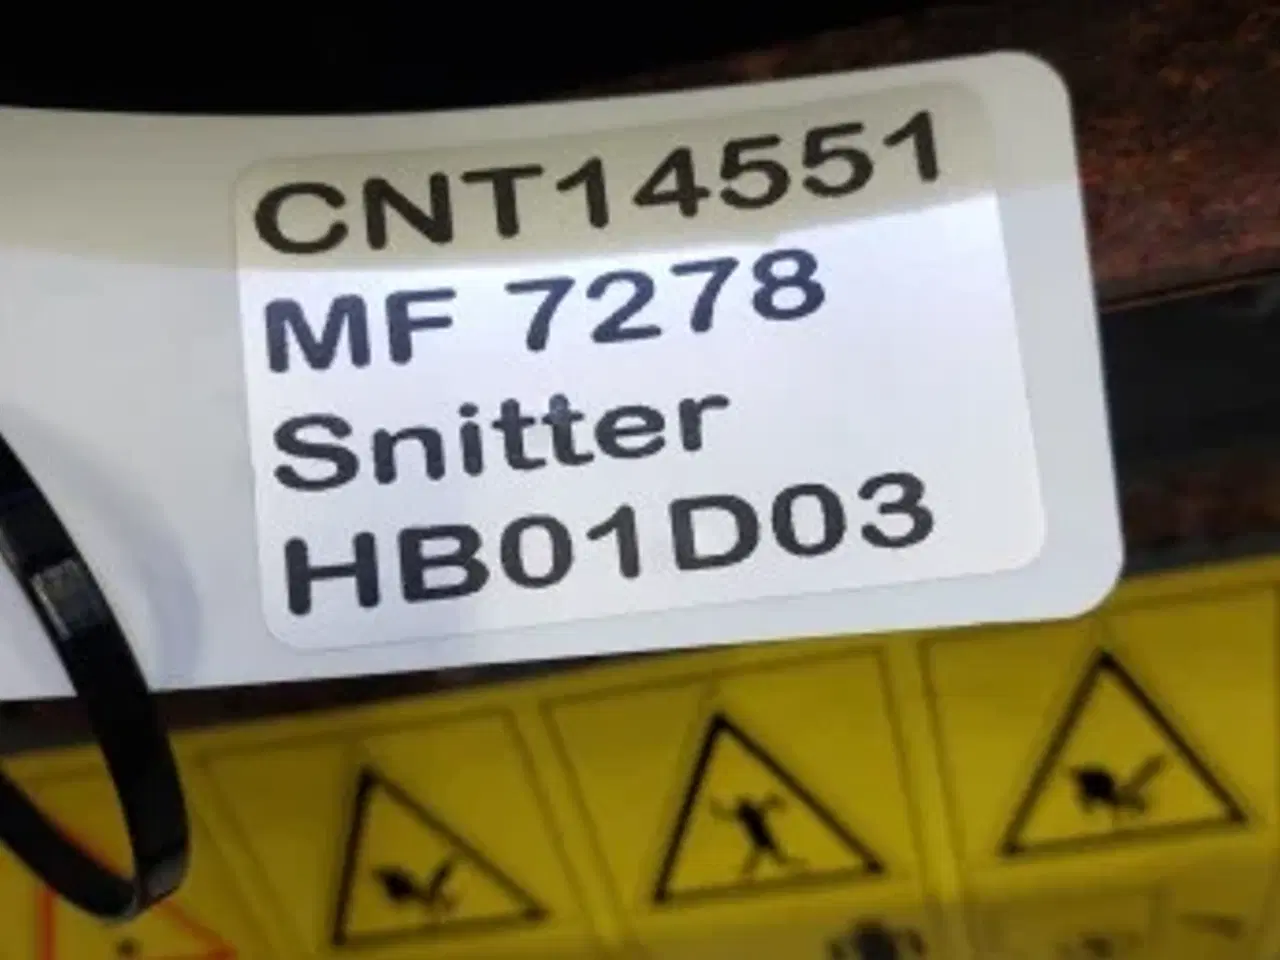 CNT14551
MF 7278
Snitter
HB01D03